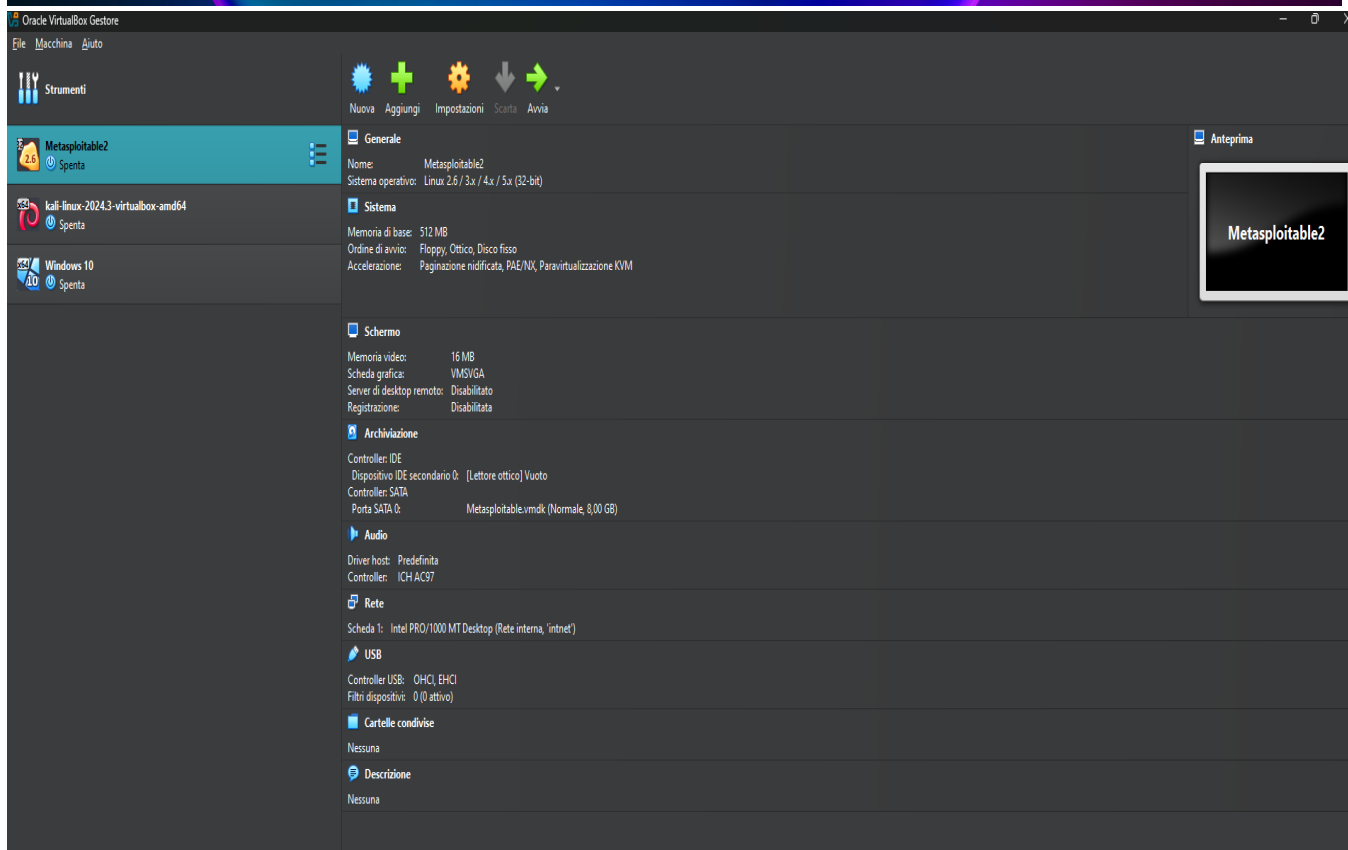 Oracle VirtualBox Gestore
File Macchina Aiuto
Strumenti
Nuova Aggiungi Impostazioni Scarta Avvia
Metasploitable2
Spenta
kali-linux-2024.3-virtualbox-amd64
Spenta
Windows 10
Spenta
Generale
Nome: Metasploitable2
Sistema operativo: Linux 2.6 / 3.x / 4.x / 5.x (32-bit)
Sistema
Memoria di base: 512 MB
Ordine di avvio: Floppy, Ottico, Disco fisso
Accelerazione: Paginazione nidificata, PAE/NX, Paravirtualizzazione KVM
Anteprima
Metasploitable2
Schermo
Memoria video: 16 MB
Scheda grafica: VMSVGA
Server di desktop remoto: Disabilitato
Registrazione: Disabilitata
Archiviazione
Controller: IDE
Dispositivo IDE secondario 0: [Lettore ottico] Vuoto
Controller: SATA
Porta SATA 0: Metasploitable.vmdk (Normale, 8,00 GB)
Audio
Driver host: Predefinita
Controller: ICH AC97
Rete
Scheda 1: Intel PRO/1000 MT Desktop (Rete interna, 'intnet')
USB
Controller USB: OHCI, EHCI
Filtri dispositivi: 0 (0 attivo)
Cartelle condivise
Nessuna
Descrizione
Nessuna